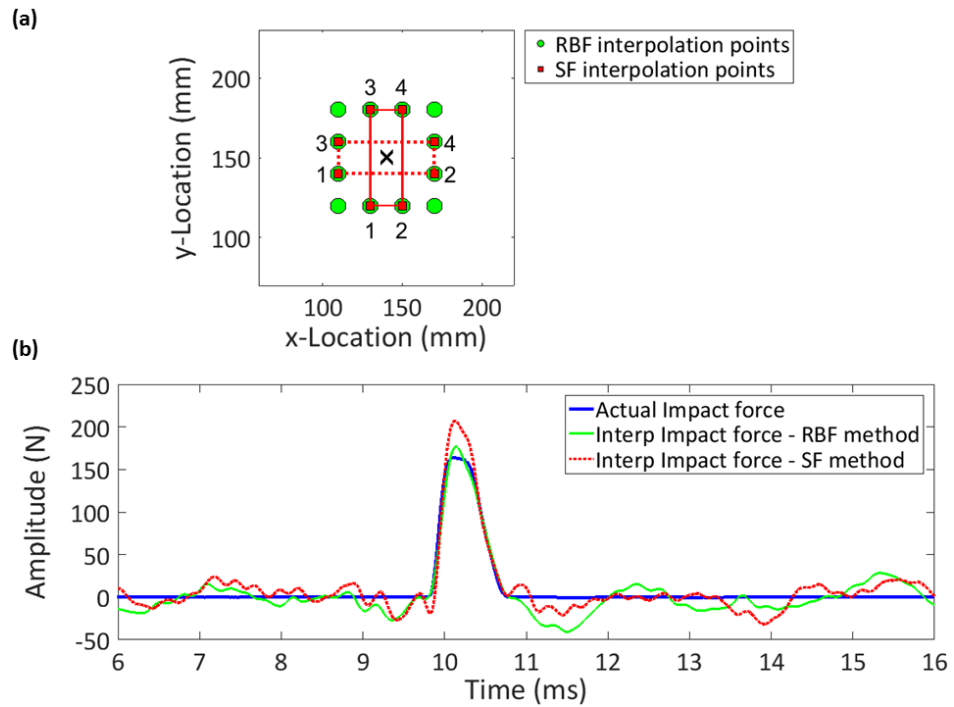 (a)
RBF interpolation points
SF interpolation points
200
150
100
y-Location (mm)
3 4
3 4
x
1 2
1 2
100 150 200
x-Location (mm)
(b)
250
200
150
100
50
0
-50
Amplitude (N)
Actual Impact force
Interp Impact force - RBF method
Interp Impact force - SF method
6 7 8 9 10 11 12 13 14 15 16
Time (ms)